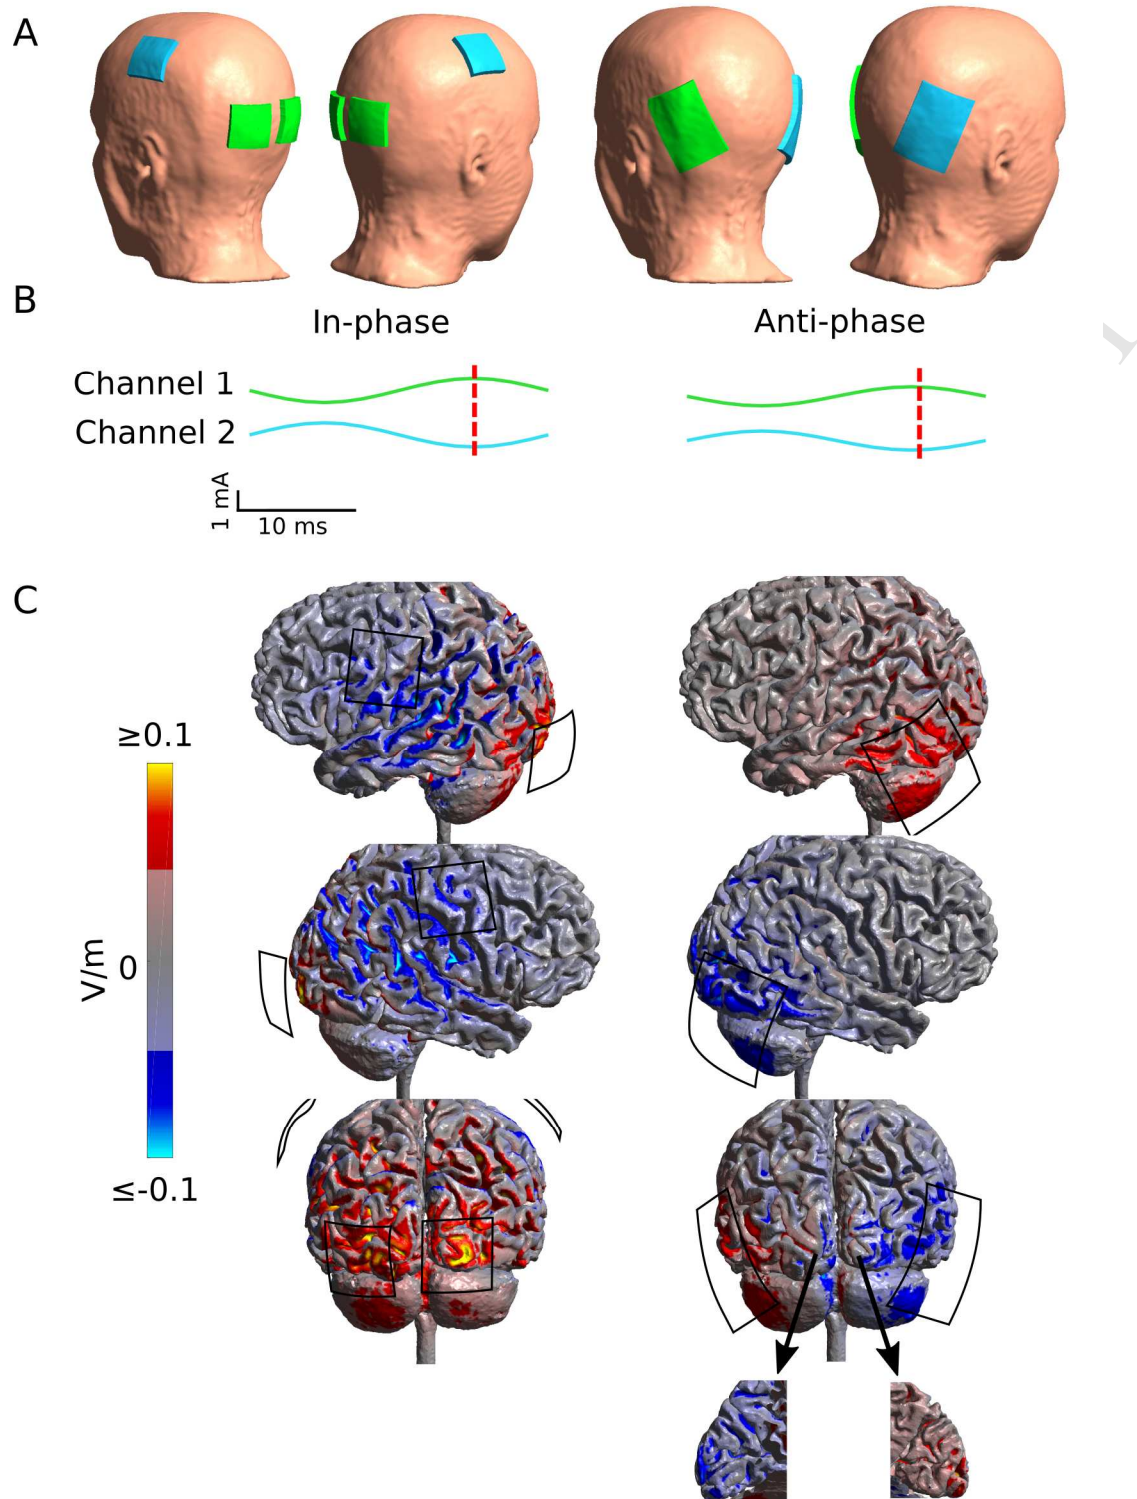 A
B
In-phase
Anti-phase
Channel 1
Channel 2
1 mA
10 ms
C
≥0.1
V/m
0
≤-0.1